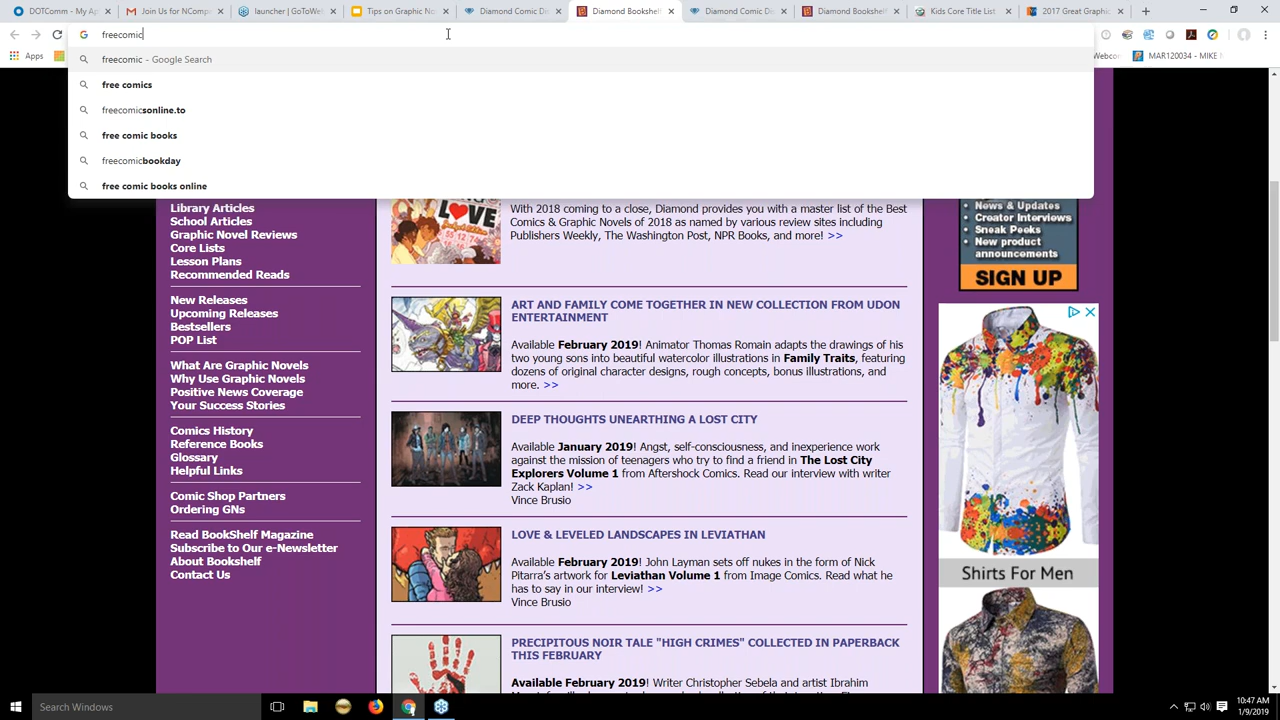 DOTComm - My Ap
Join Us for NComp
launcher | GoToWeb
Tips on Graphic No
Diamond Comic Dis
Diamond Bookshelf
Diamond Comic Dis
Diamond Bookshelf
Kids Core Title List
2017 Great Graphic
freecomic
Apps
Webcom
MAR120034 - MIKE
freecomic - Google Search
free comics
freecomicsonline.to
free comic books
freecomicbookday
free comic books online
Library Articles
School Articles
Graphic Novel Reviews
Core Lists
Lesson Plans
Recommended Reads
New Releases
Upcoming Releases
Bestsellers
POP List
What Are Graphic Novels
Why Use Graphic Novels
Positive News Coverage
Your Success Stories
Comics History
Reference Books
Glossary
Helpful Links
Comic Shop Partners
Ordering GNs
Read BookShelf Magazine
Subscribe to Our e-Newsletter
About Bookshelf
Contact Us
LOVE
With 2018 coming to a close, Diamond provides you with a master list of the Best
Comics & Graphic Novels of 2018 as named by various review sites including
Publishers Weekly, The Washington Post, NPR Books, and more! >>
ART AND FAMILY COME TOGETHER IN NEW COLLECTION FROM UDON
ENTERTAINMENT
Available February 2019! Animator Thomas Romain adapts the drawings of his
two young sons into beautiful watercolor illustrations in Family Traits, featuring
dozens of original character designs, rough concepts, bonus illustrations, and
more. >>
DEEP THOUGHTS UNEARTHING A LOST CITY
Available January 2019! Angst, self-consciousness, and inexperience work
against the mission of teenagers who try to find a friend in The Lost City
Explorers Volume 1 from Aftershock Comics. Read our interview with writer
Zack Kaplan! >>
Vince Brusio
LOVE & LEVELED LANDSCAPES IN LEVIATHAN
Available February 2019! John Layman sets off nukes in the form of Nick
Pitarra's artwork for Leviathan Volume 1 from Image Comics. Read what he
has to say in our interview! >>
Vince Brusio
PRECIPITOUS NOIR TALE "HIGH CRIMES" COLLECTED IN PAPERBACK
THIS FEBRUARY
Available February 2019! Writer Christopher Sebela and artist Ibrahim
• News & Updates
• Creator Interviews
• Sneak Peeks
• New product
announcements
SIGN UP
Shirts For Men
Search Windows
10:47 AM
1/9/2019